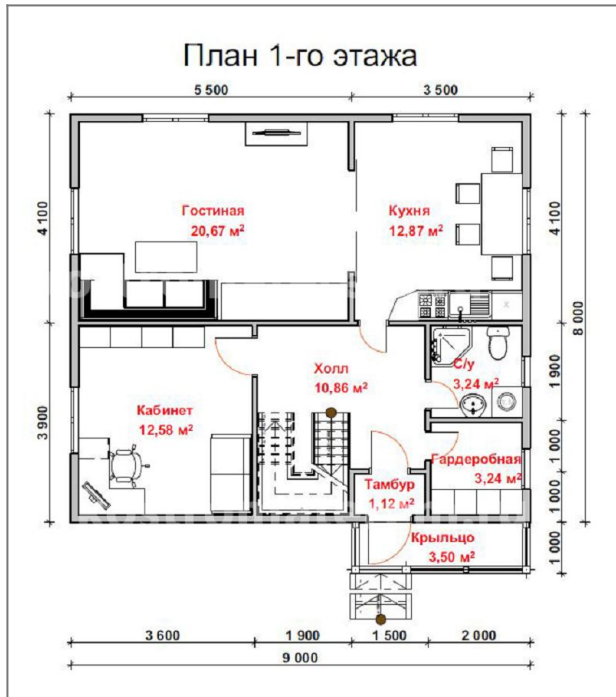 План 1-го этажа
5 500
3 500
4 100
4 100
Гостиная
20,67 м²
Кухня
12,87 м²
8 000
Холл
10,86 м²
С/у
3,24 м²
1 900
3 900
Кабинет
12,58 м²
Гардеробная
3,24 м²
1 000
Тамбур
1,12 м²
1 000
Крыльцо
3,50 м²
1 000
3 600
1 900
1 500
2 000
9 000